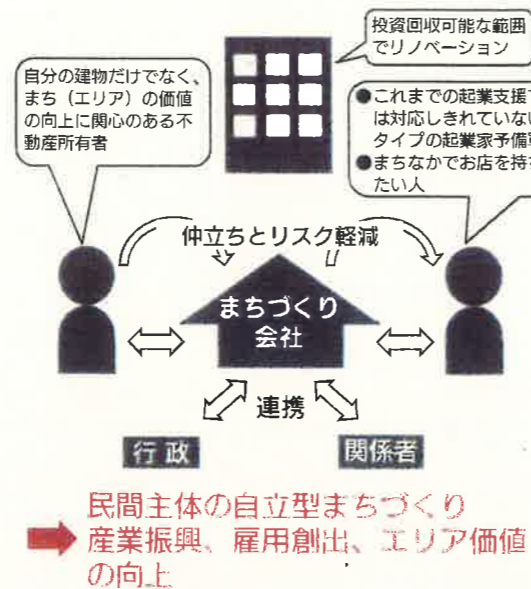 投資回収可能な範囲
でリノベーション
自分の建物だけでなく、
まち（エリア）の価値
の向上に関心のある不
動産所有者
●これまでの起業支援
は対応しきれていない
タイプの起業家予備
●まちなかでお店を持
たい人
仲立ちとリスク軽減
まちづくり
会社
連携
行政
関係者
民間主体の自立型まちづくり
産業振興、雇用創出、エリア価値
の向上